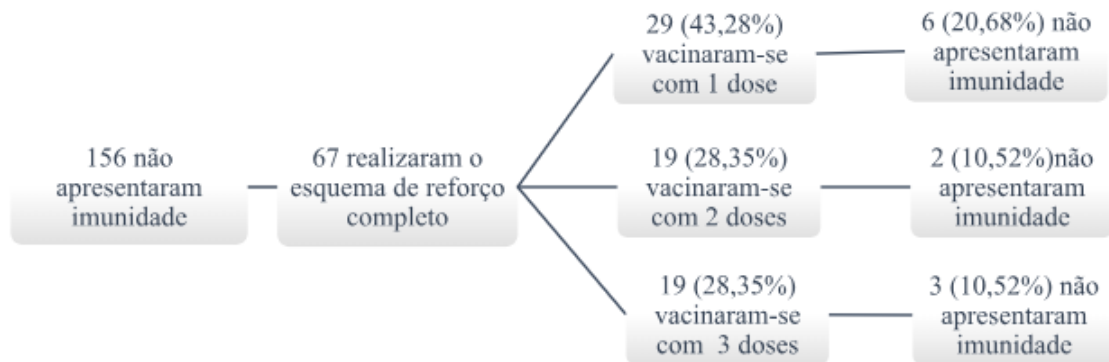 156 não
apresentaram
imunidade
67 realizaram o
esquema de reforço
completo
29 (43,28%)
vacinaram-se
com 1 dose
6 (20,68%) não
apresentaram
imunidade
19 (28,35%)
vacinaram-se
com 2 doses
2 (10,52%)não
apresentaram
imunidade
19 (28,35%)
vacinaram-se
com 3 doses
3 (10,52%) não
apresentaram
imunidade